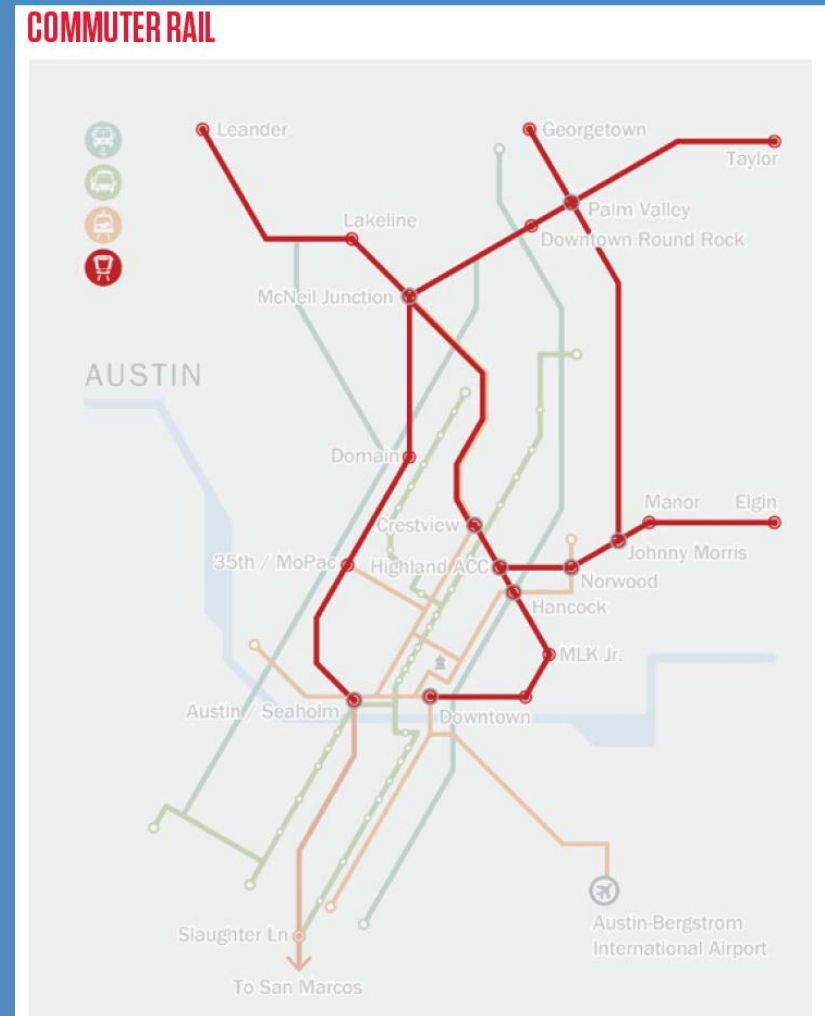 COMMUTER RAIL
Leander
Georgetown
Taylor
Palm Valley
Lakeline
Downtown Round Rock
McNeil Junction
AUSTIN
Domain
Manor
Elgin
Crestview
Johnny Morris
35th / MoPac
Highland ACC
Norwood
Hancock
MLK Jr.
Austin / Seaholm
Downtown
Slaughter Ln
Austin-Bergstrom
International Airport
To San Marcos